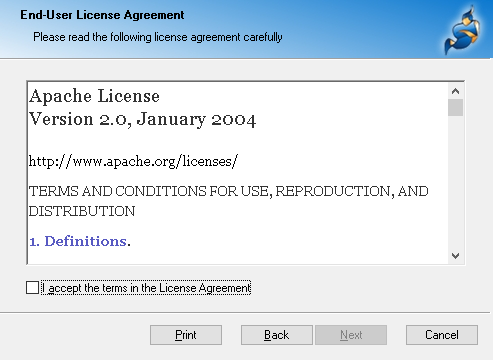 End-User License Agreement
Please read the following license agreement carefully
Apache License
Version 2.0, January 2004
http://www.apache.org/licenses/
TERMS AND CONDITIONS FOR USE, REPRODUCTION, AND
DISTRIBUTION
1. Definitions.
I accept the terms in the License Agreement
Print Back Next Cancel